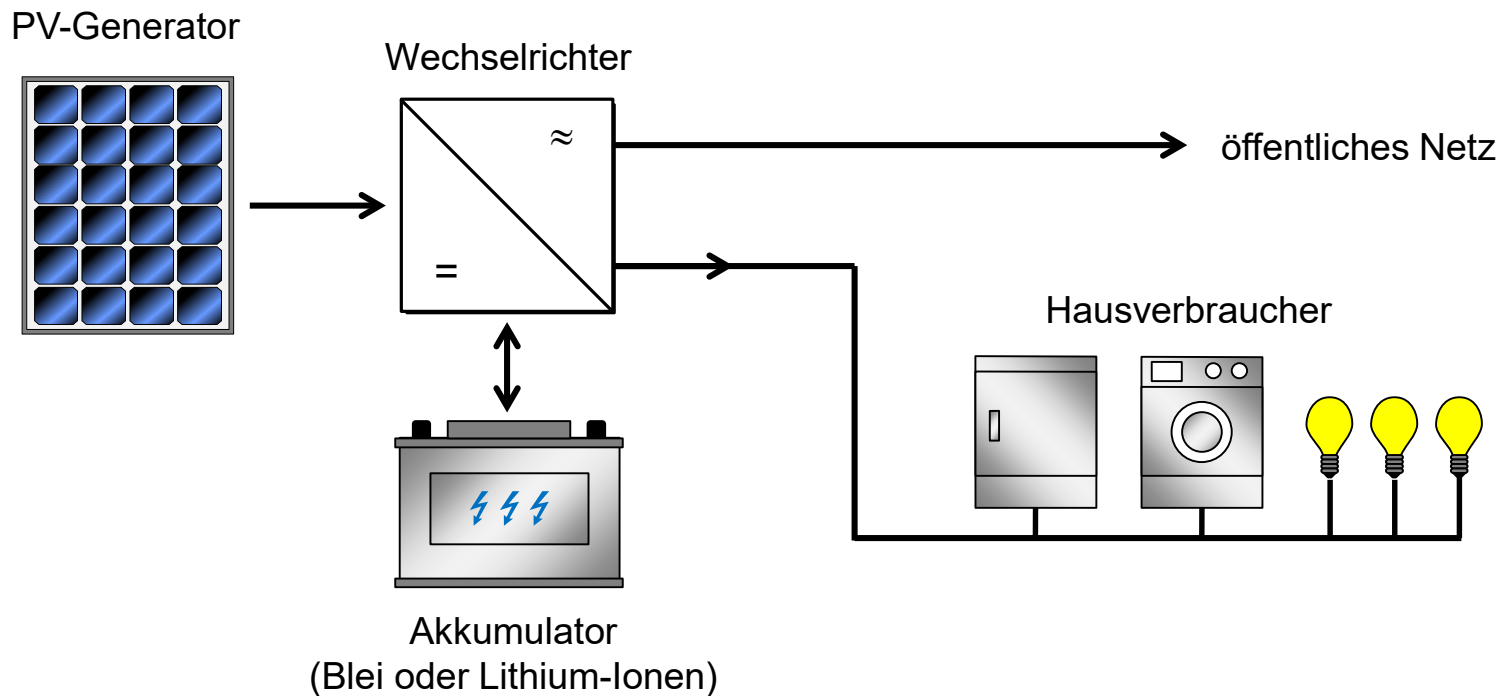 PV-Generator
Wechselrichter
≈
=
öffentliches Netz
Hausverbraucher
Akkumulator
(Blei oder Lithium-Ionen)